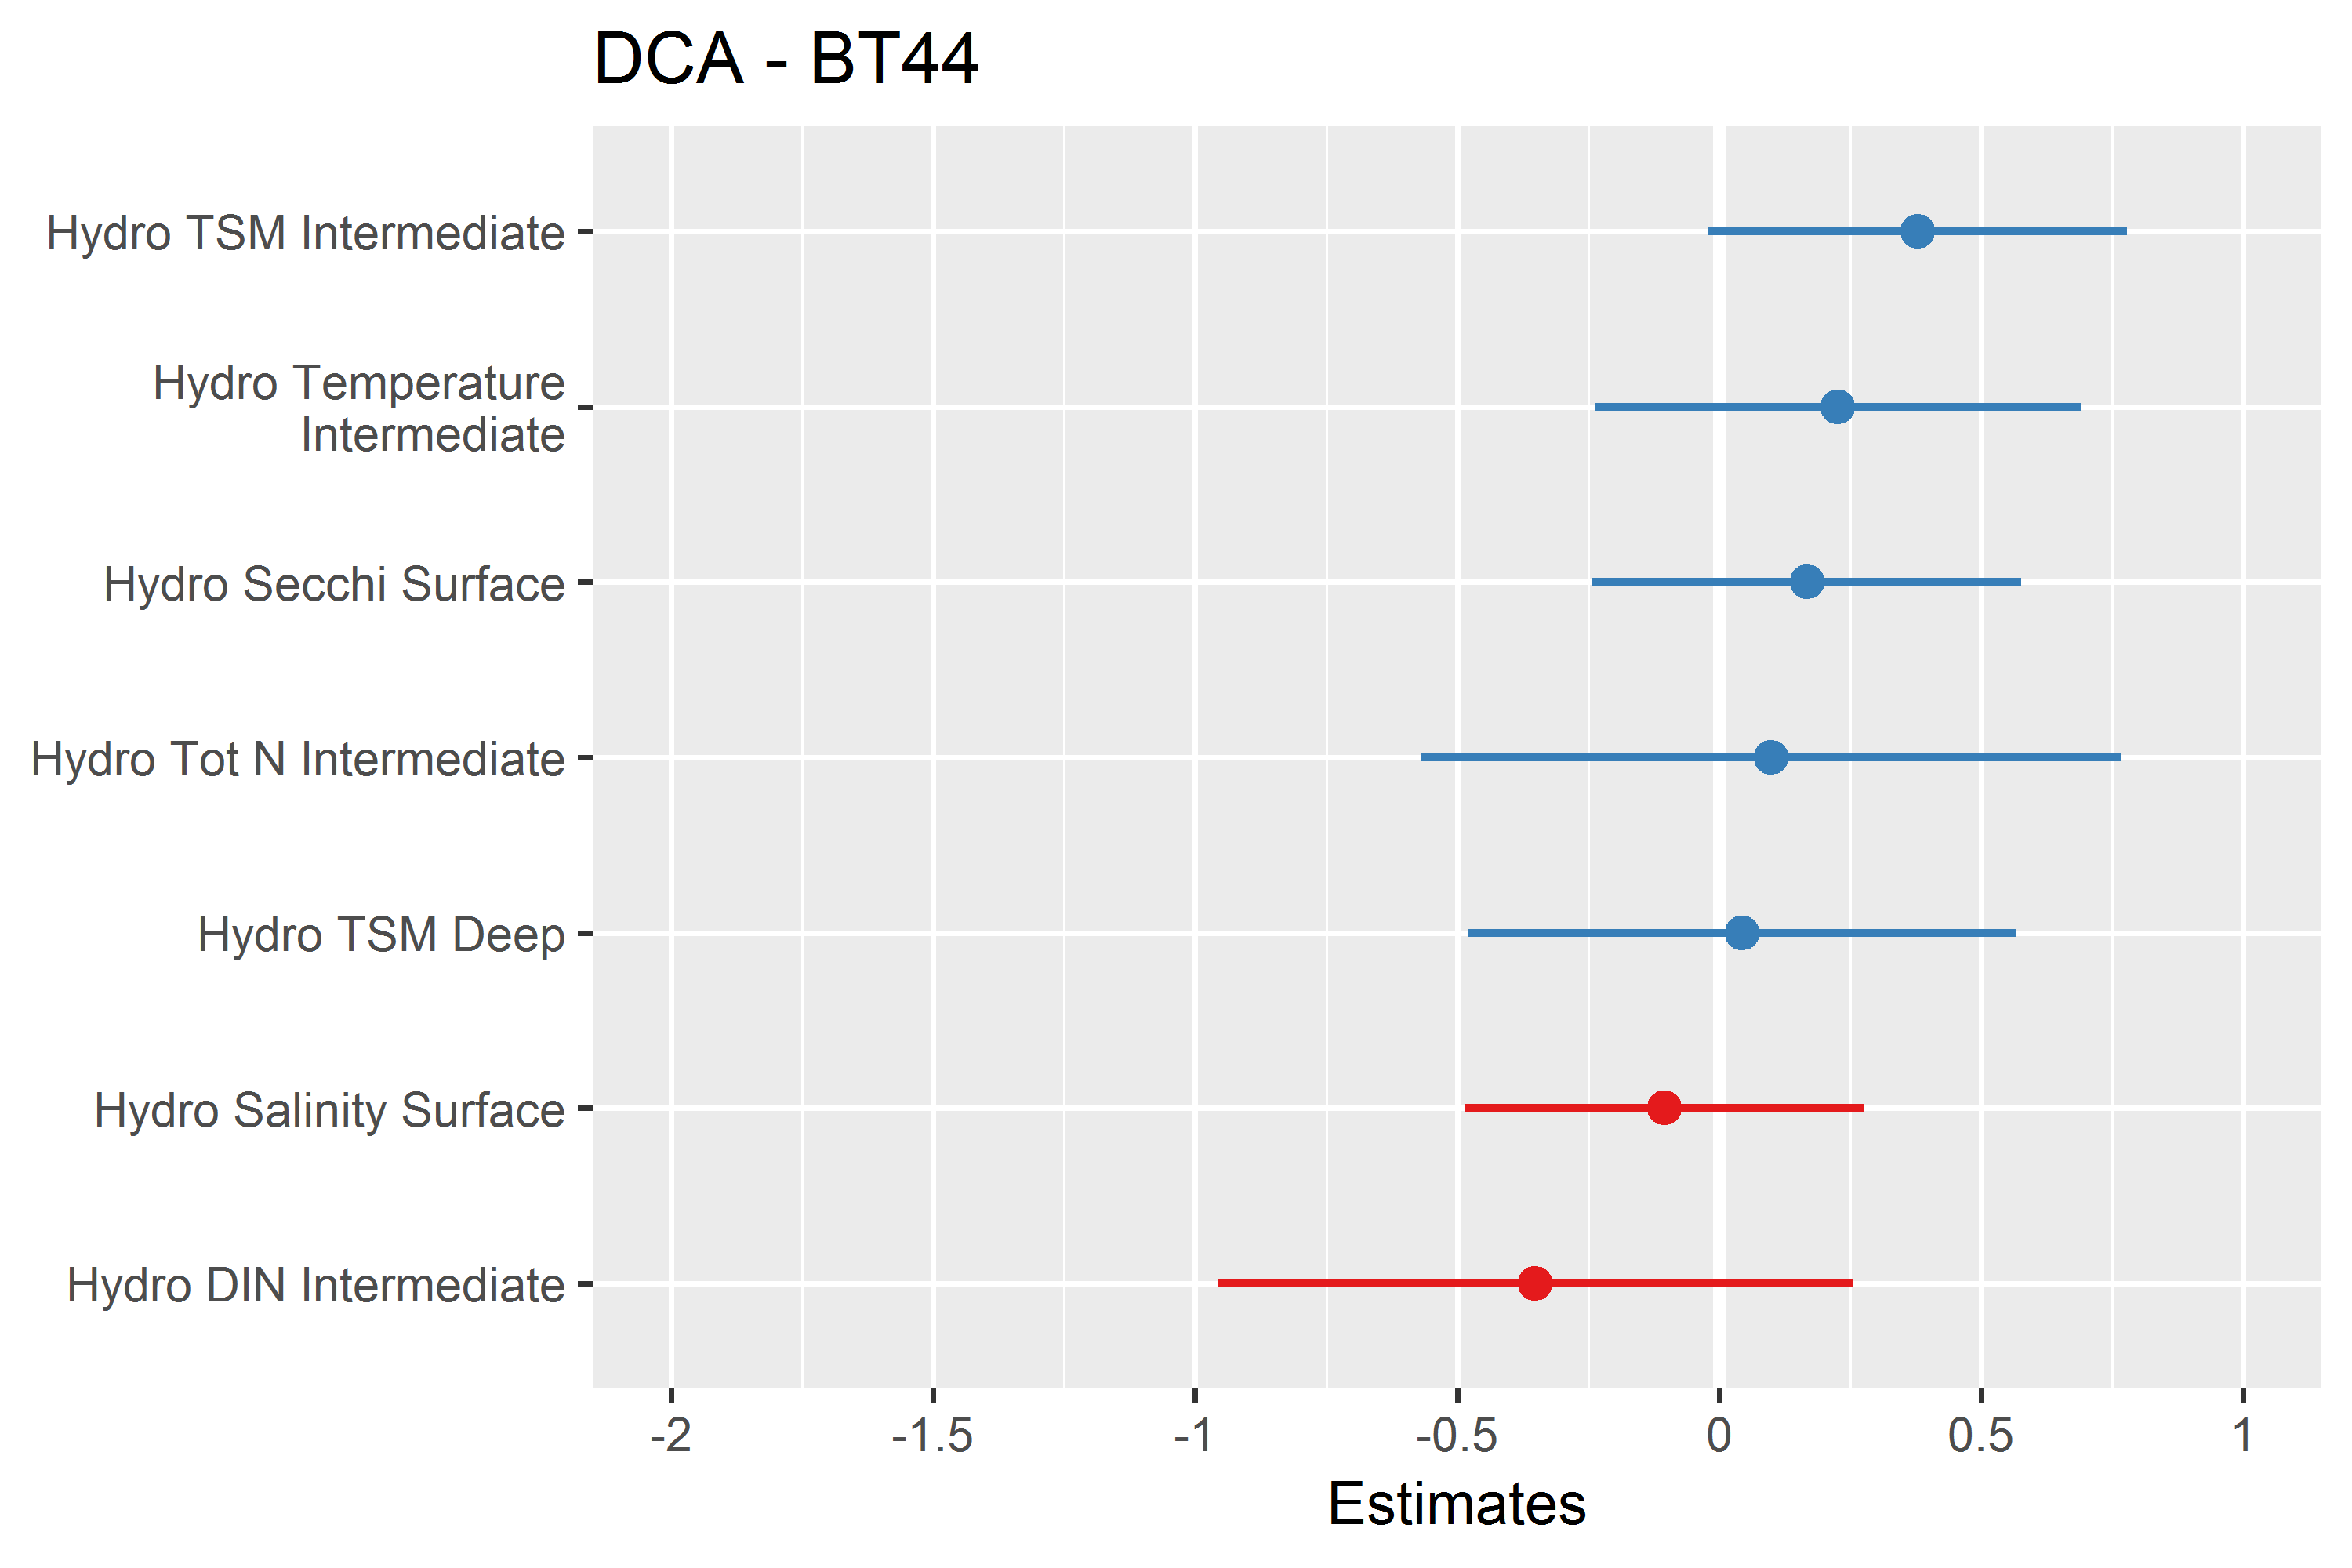 DCA - BT44
Hydro TSM Intermediate
Hydro Temperature
Intermediate
Hydro Secchi Surface
Hydro Tot N Intermediate
Hydro TSM Deep
Hydro Salinity Surface
Hydro DIN Intermediate
-2 -1.5 -1 -0.5 0 0.5 1
Estimates